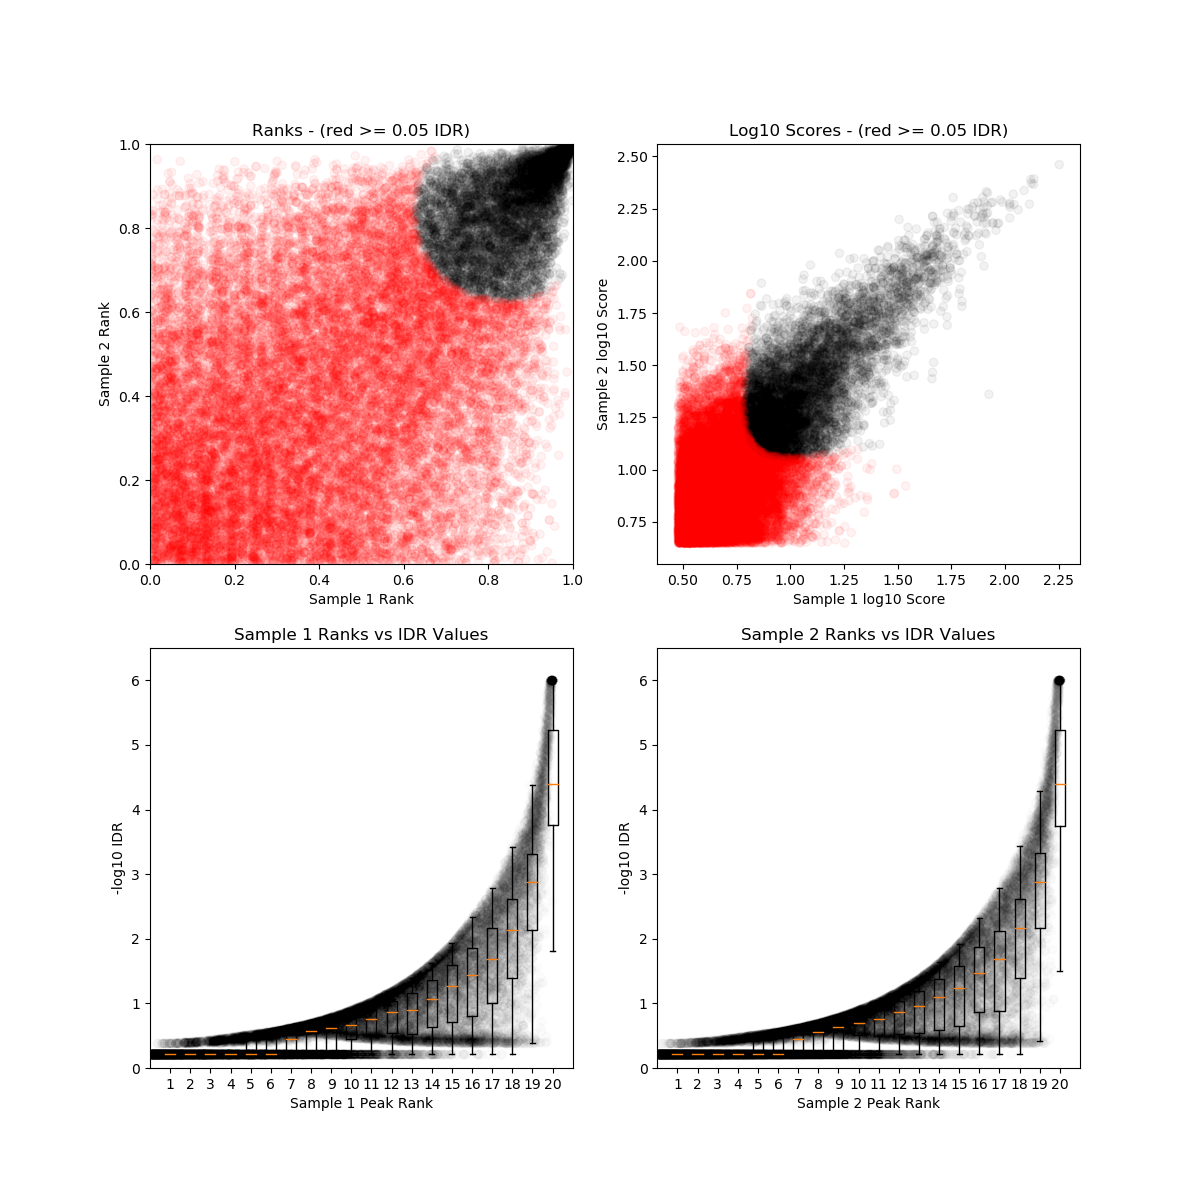 Ranks - (red >= 0.05 IDR)
1.0
0.8
0.6
0.4
0.2
0.0
Sample 2 Rank
0.0 0.2 0.4 0.6 0.8 1.0
Sample 1 Rank
Log10 Scores - (red >= 0.05 IDR)
2.50
2.25
2.00
1.75
1.50
1.25
1.00
0.75
Sample 2 log10 Score
0.50 0.75 1.00 1.25 1.50 1.75 2.00 2.25
Sample 1 log10 Score
Sample 1 Ranks vs IDR Values
6
5
4
3
2
1
0
-log10 IDR
1 2 3 4 5 6 7 8 9 10 11 12 13 14 15 16 17 18 19 20
Sample 1 Peak Rank
Sample 2 Ranks vs IDR Values
6
5
4
3
2
1
0
-log10 IDR
1 2 3 4 5 6 7 8 9 10 11 12 13 14 15 16 17 18 19 20
Sample 2 Peak Rank